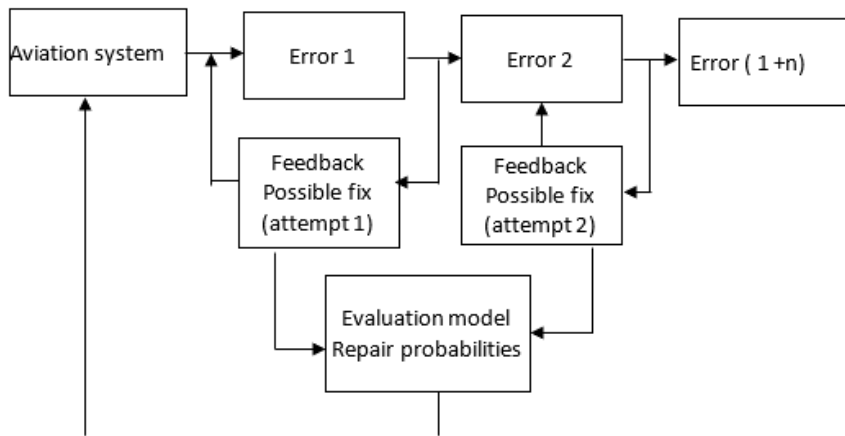 Aviation system
Error 1
Error 2
Error ( 1 +n)
Feedback
Possible fix
(attempt 1)
Feedback
Possible fix
(attempt 2)
Evaluation model
Repair probabilities